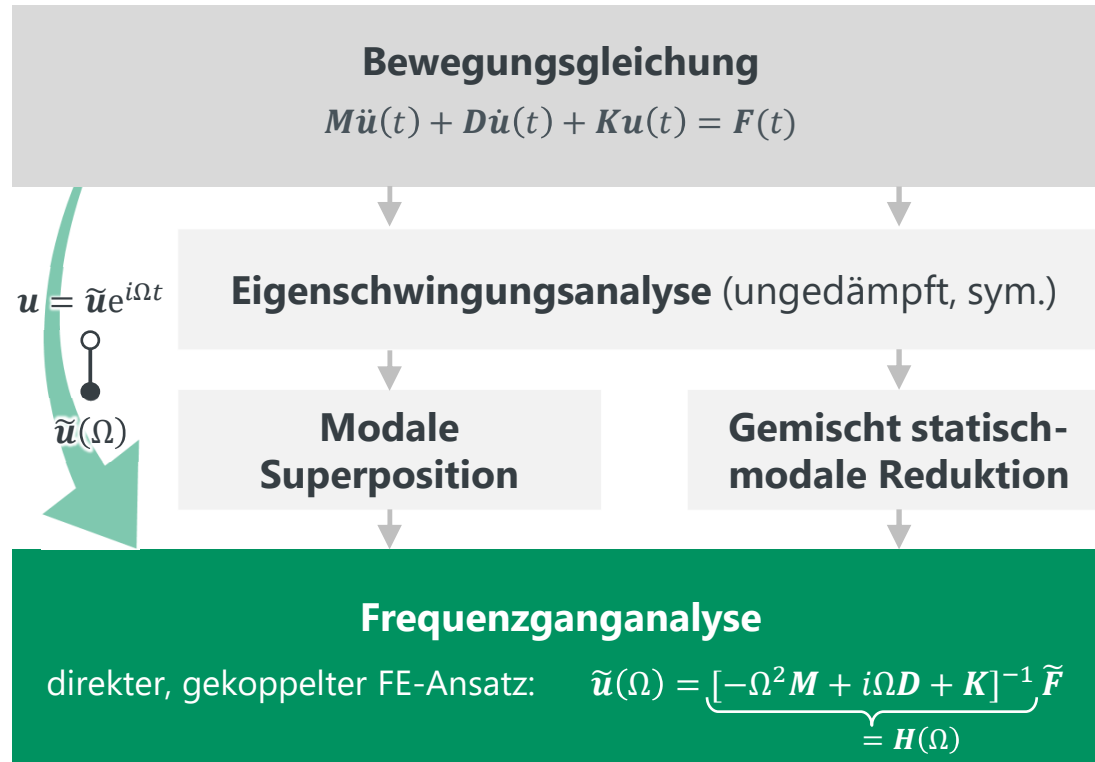 Bewegungsgleichung
𝑴𝒖̈(𝑡) + 𝑫𝒖̇(𝑡) + 𝑲𝒖(𝑡) = 𝑭(𝑡)
𝒖 = 𝒖̃e^{𝑖Ω𝑡}
𝒖̃(Ω)
Eigenschwingungsanalyse (ungedämpft, sym.)
Modale
Superposition
Gemischt statisch-
modale Reduktion
Frequenzganganalyse
direkter, gekoppelter FE-Ansatz: 𝒖̃(Ω) = [−Ω²𝑴 + 𝑖Ω𝑫 + 𝑲]⁻¹ 𝑭̃
= 𝑯(Ω)